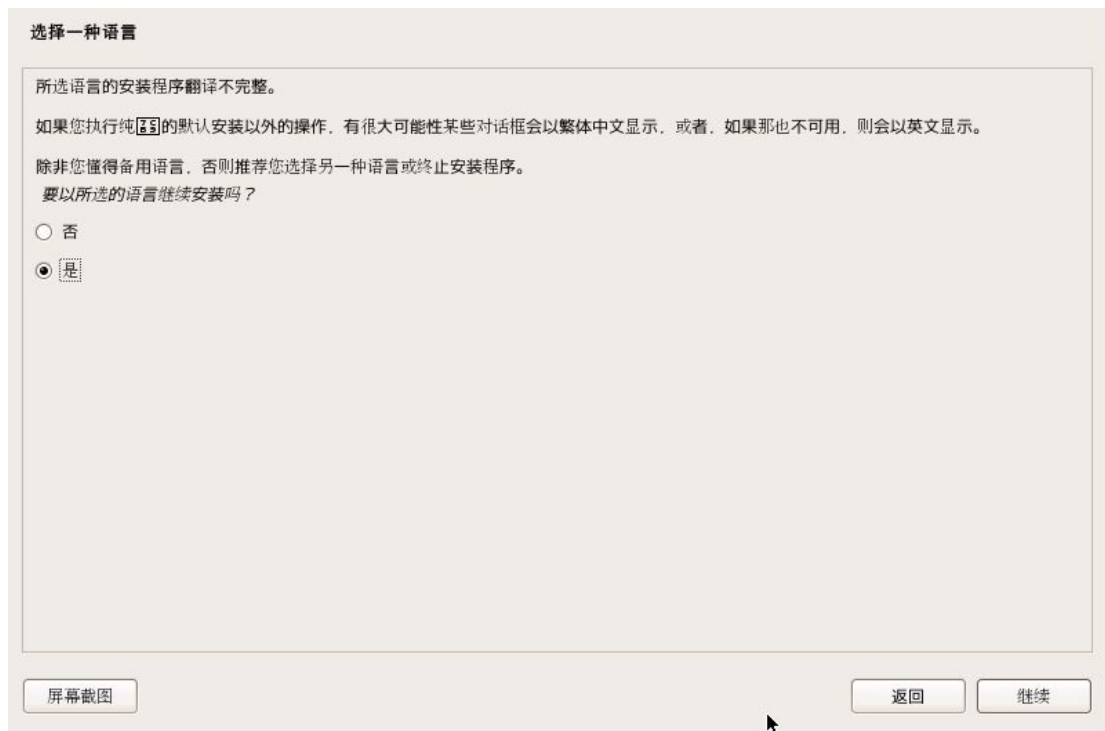 选择一种语言
所选语言的安装程序翻译不完整。
如果您执行纯的默认安装以外的操作，有很大可能性某些对话框会以繁体中文显示，或者，如果那也不可用，则会以英文显示。
除非您懂得备用语言，否则推荐您选择另一种语言或终止安装程序。
要以所选的语言继续安装吗？
否
是
屏幕截图
返回
继续